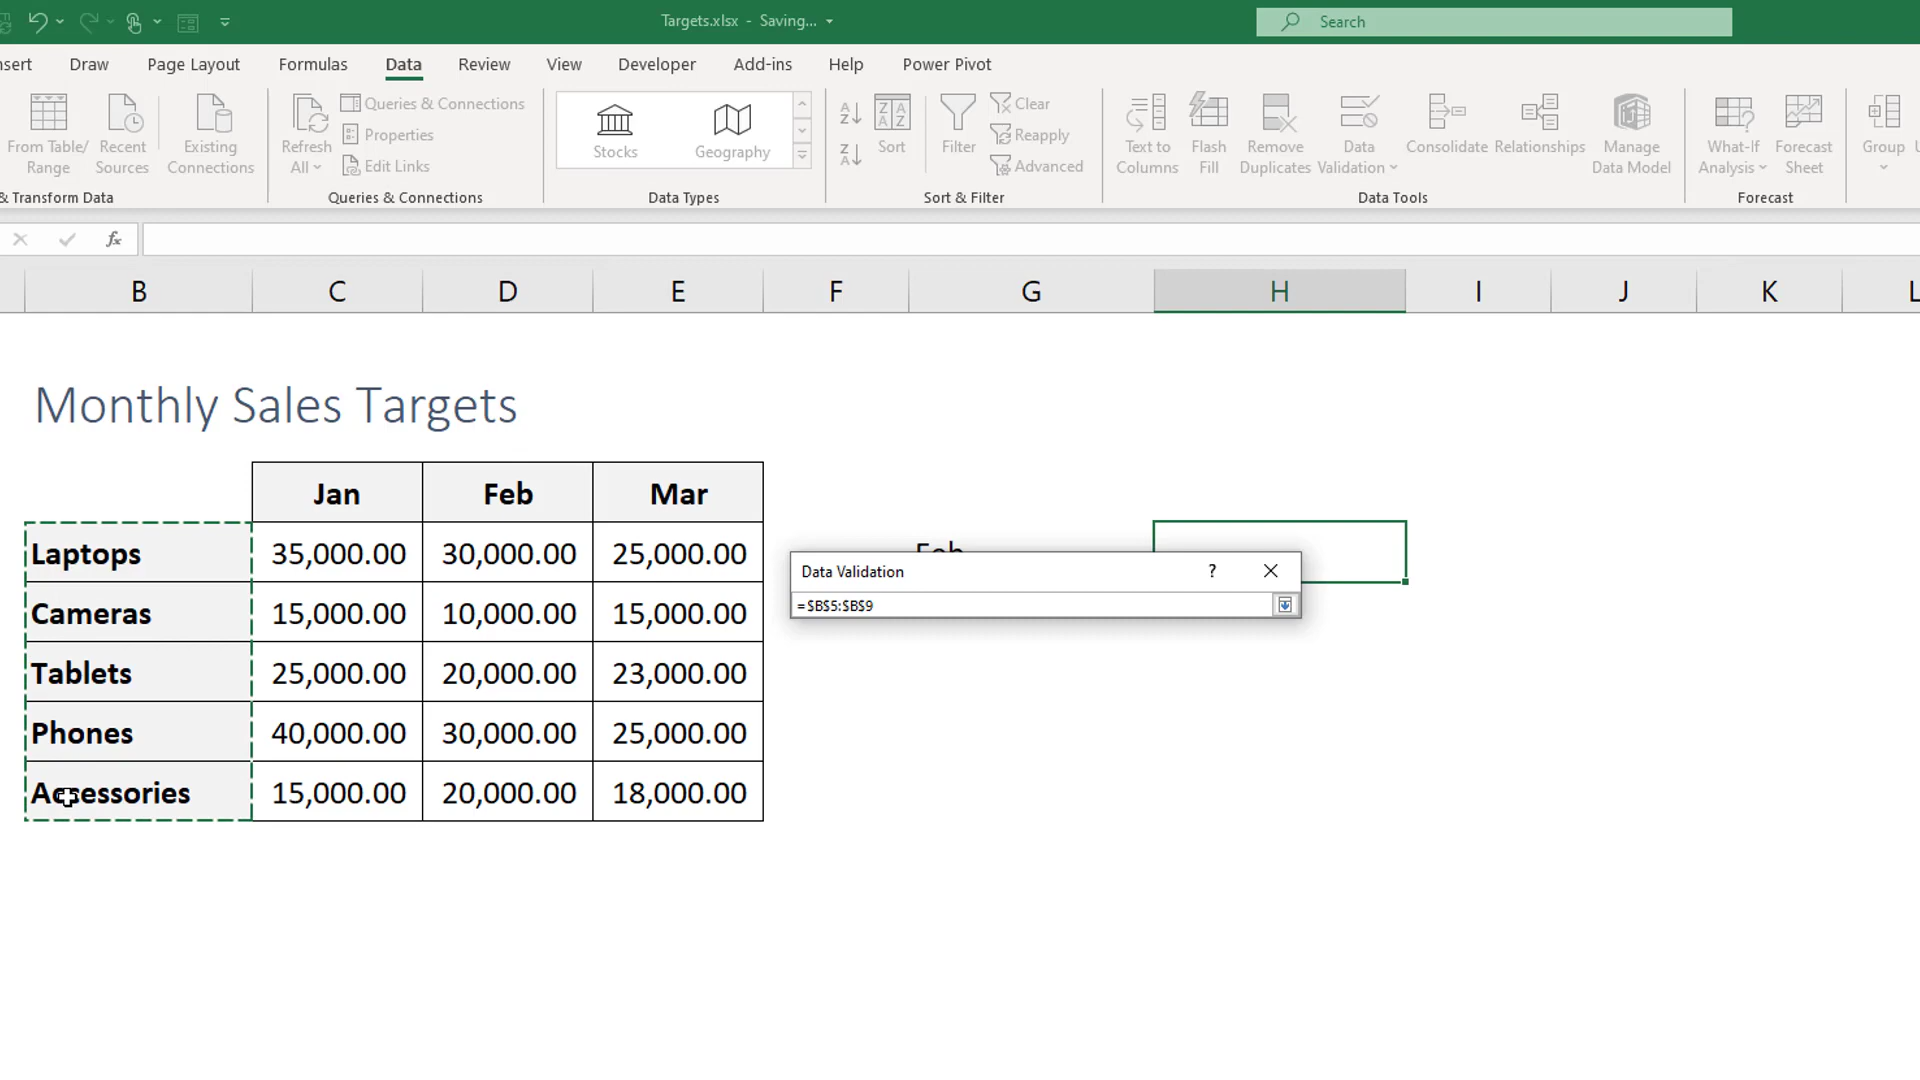 Targets.xlsx - Saving...
Search
nsert Draw Page Layout Formulas Data Review View Developer Add-ins Help Power Pivot
From Table/
Range
Recent
Sources
Existing
Connections
& Transform Data
Refresh
All
Queries & Connections
Properties
Edit Links
Queries & Connections
Stocks
Geography
Data Types
Sort
Filter
Clear
Reapply
Advanced
Sort & Filter
Text to
Columns
Flash
Fill
Remove
Duplicates
Data
Validation
Consolidate
Relationships
Manage
Data Model
Data Tools
What-If
Analysis
Forecast
Sheet
Forecast
Group
fx
B C D E F G H I J K L
Monthly Sales Targets
Jan Feb Mar
Laptops 35,000.00 30,000.00 25,000.00
Feb
Data Validation ?
=$B$5:$B$9
Cameras 15,000.00 10,000.00 15,000.00
Tablets 25,000.00 20,000.00 23,000.00
Phones 40,000.00 30,000.00 25,000.00
Accessories 15,000.00 20,000.00 18,000.00